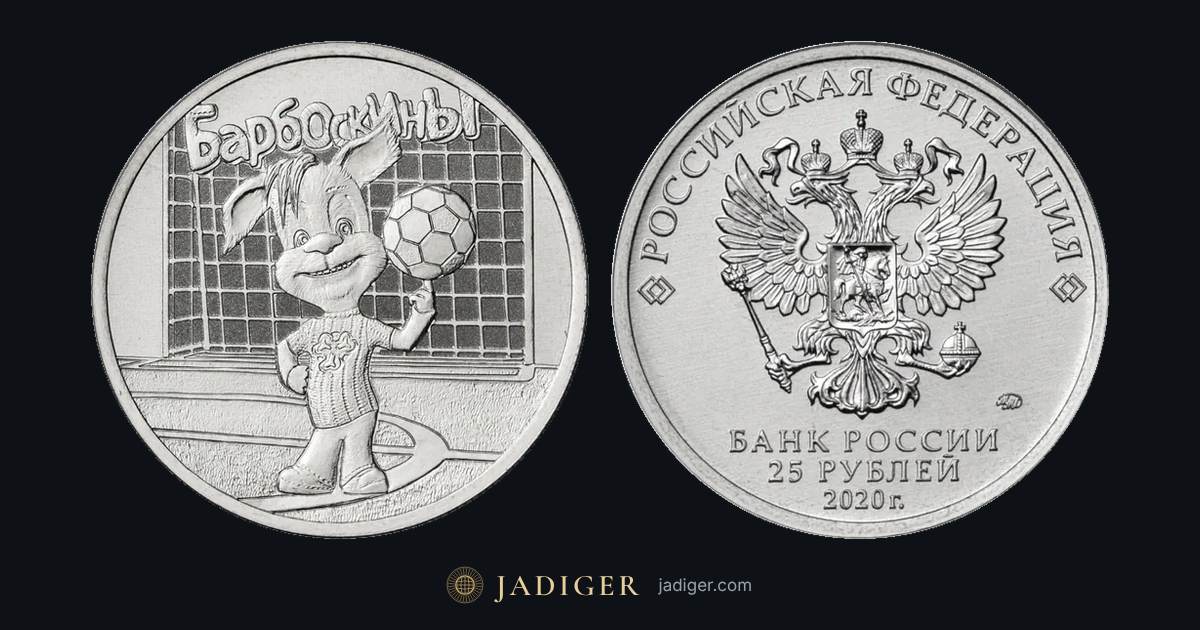 Барбоскины
РОССИЙСКАЯ ФЕДЕРАЦИЯ
БАНК РОССИИ
25 РУБЛЕЙ
2020 г.
JADIGER jadiger.com